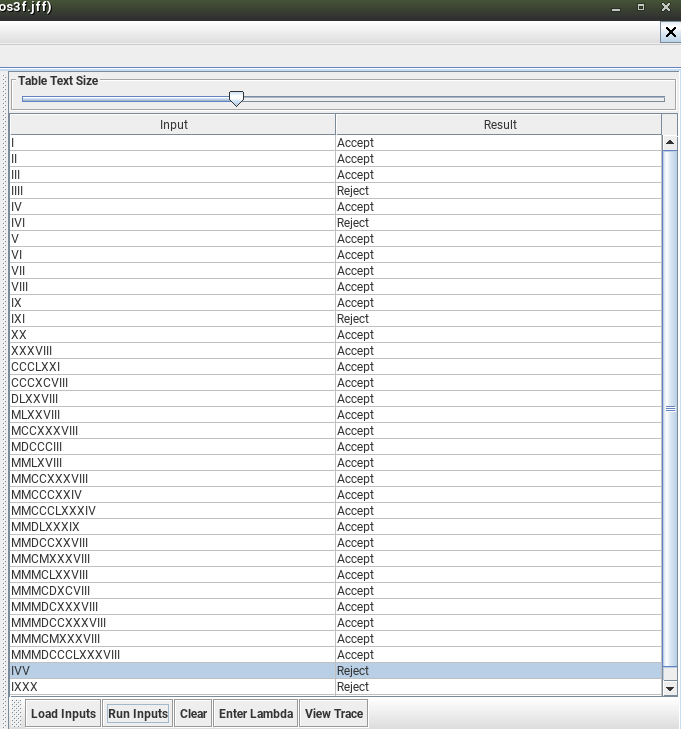 os3f.jff)
Table Text Size
Input Result
I Accept
II Accept
III Accept
IIII Reject
IV Accept
IVI Reject
V Accept
VI Accept
VII Accept
VIII Accept
IX Accept
IXI Reject
XX Accept
XXXVIII Accept
CCCLXXI Accept
CCCXCVIII Accept
DLXXVIII Accept
MLXXVIII Accept
MCCXXXVIII Accept
MDCCCIII Accept
MMLXVIII Accept
MMCCXXXVIII Accept
MMCCCXXIV Accept
MMCCCLXXXIV Accept
MMDLXXXIX Accept
MMDCCXXVIII Accept
MMCMXXXVIII Accept
MMMCLXXVIII Accept
MMMCDXCVIII Accept
MMMDCXXXVIII Accept
MMMDCCXXXVIII Accept
MMMCMXXXVIII Accept
MMMDCCCLXXXVIII Accept
IVV Reject
IXXX Reject
Load Inputs Run Inputs Clear Enter Lambda View Trace